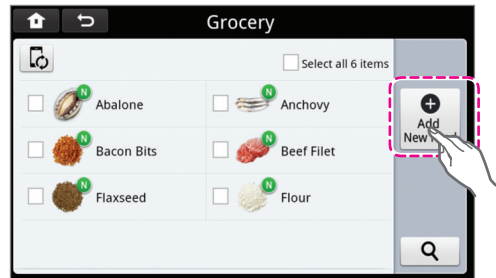 Grocery
Select all 6 items
N
Abalone
N
Anchovy
N
Bacon Bits
N
Beef Filet
N
Flaxseed
N
Flour
Add
New